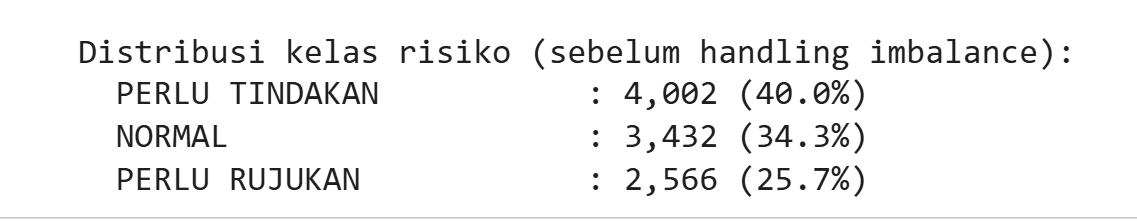 Distribusi kelas risiko (sebelum handling imbalance):
PERLU TINDAKAN : 4,002 (40.0%)
NORMAL : 3,432 (34.3%)
PERLU RUJUKAN : 2,566 (25.7%)